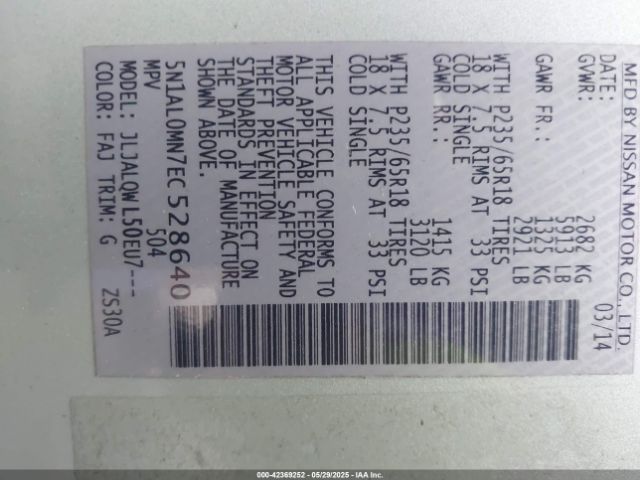 MFD BY NISSAN MOTOR CO., LTD.
DATE: 03/14
GVWR: 2682 KG
5913 LB
GAWR FR.: 1325 KG
2921 LB
WTTH P235/65R18 TIRES
18 X 7.5 RIMS AT 33 PSI
COLD SINGLE
GAWR RR.: 1415 KG
3120 LB
WTTH P235/65R18 TIRES
18 X 7.5 RIMS AT 33 PSI
COLD SINGLE
THIS VEHICLE CONFORMS TO
ALL APPLICABLE FEDERAL
MOTOR VEHICLE SAFETY AND
THEFT PREVENTION
STANDARDS IN EFFECT ON
THE DATE OF MANUFACTURE
SHOWN ABOVE.
5N1AL0MN7EC528640
MPV 504
MODEL: JLJALQWL50EU7---
COLOR: FAJ TRIM: G ZS30A
000-42369252 - 05/29/2025 - IAA Inc.